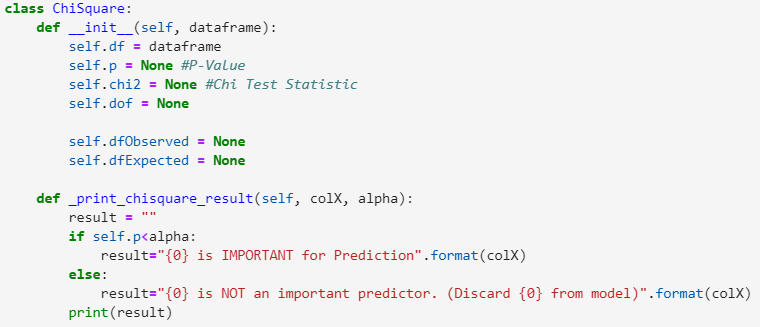 class ChiSquare:
    def __init__(self, dataframe):
        self.df = dataframe
        self.p = None #P-Value
        self.chi2 = None #Chi Test Statistic
        self.dof = None

        self.dfObserved = None
        self.dfExpected = None

    def _print_chisquare_result(self, colX, alpha):
        result = ""
        if self.p<alpha:
            result="{0} is IMPORTANT for Prediction".format(colX)
        else:
            result="{0} is NOT an important predictor. (Discard {0} from model)".format(colX)
        print(result)